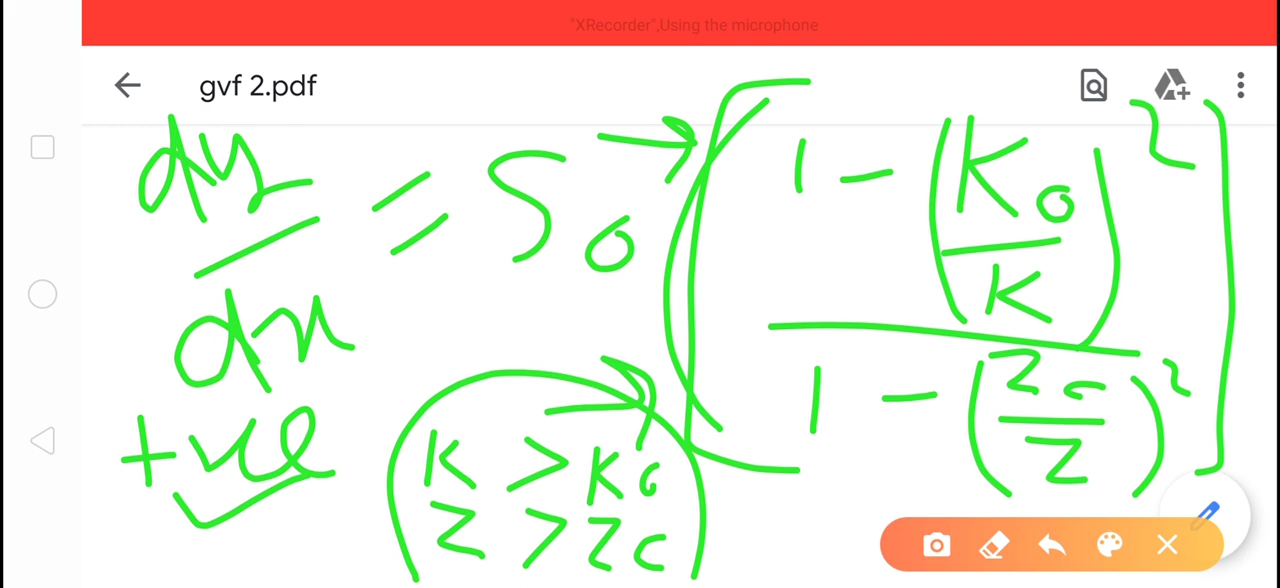 "XRecorder",Using the microphone
gvf 2.pdf
dy/dx = S₀ [ (1 - (K₀/K)²) / (1 - (Zc/Z)²) ]
+ve
K > K₀
Z > Zc